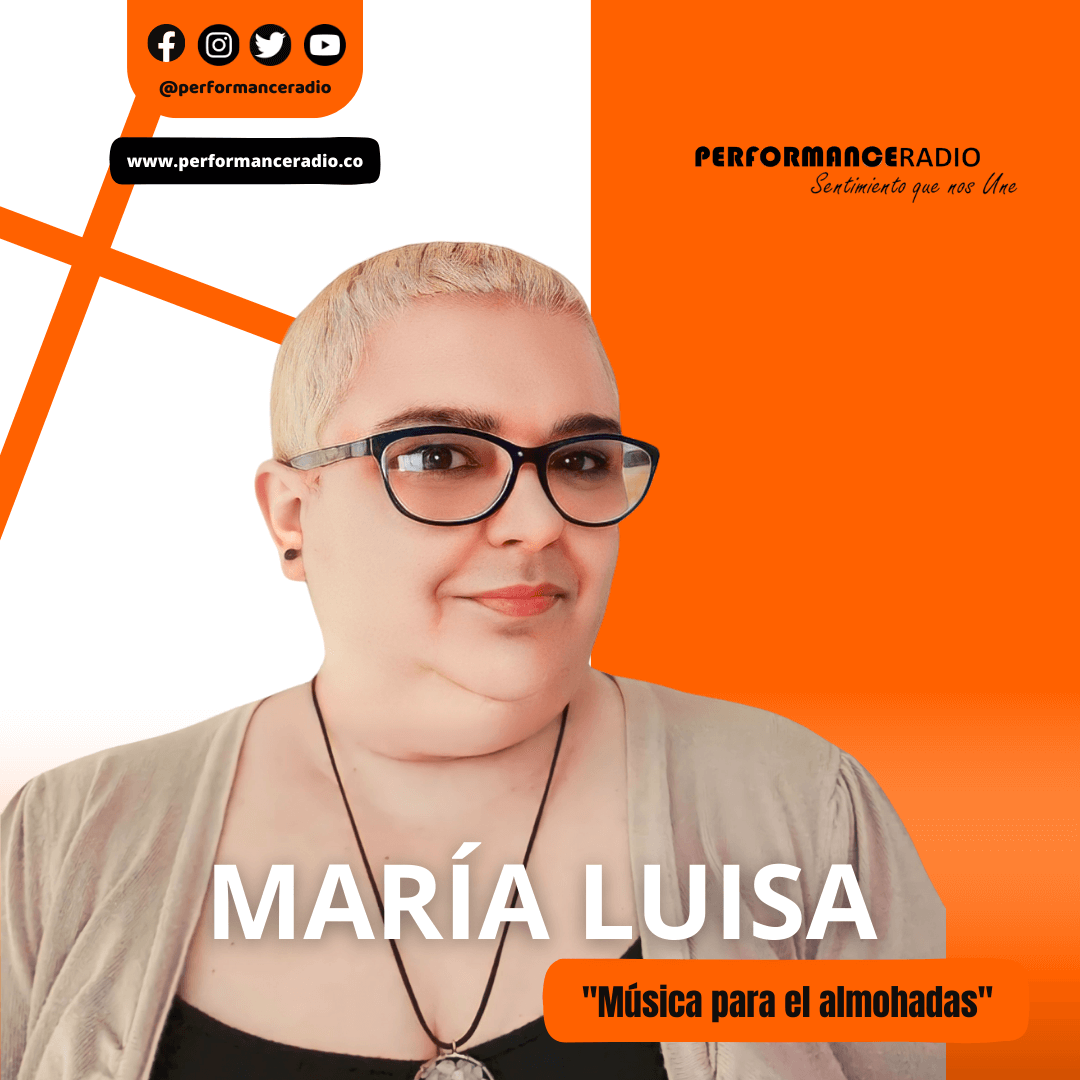 @performanceradio
www.performanceradio.co
PERFORMANCERADIO
Sentimiento que nos Une
MARÍA LUISA
"Música para el almohadas"